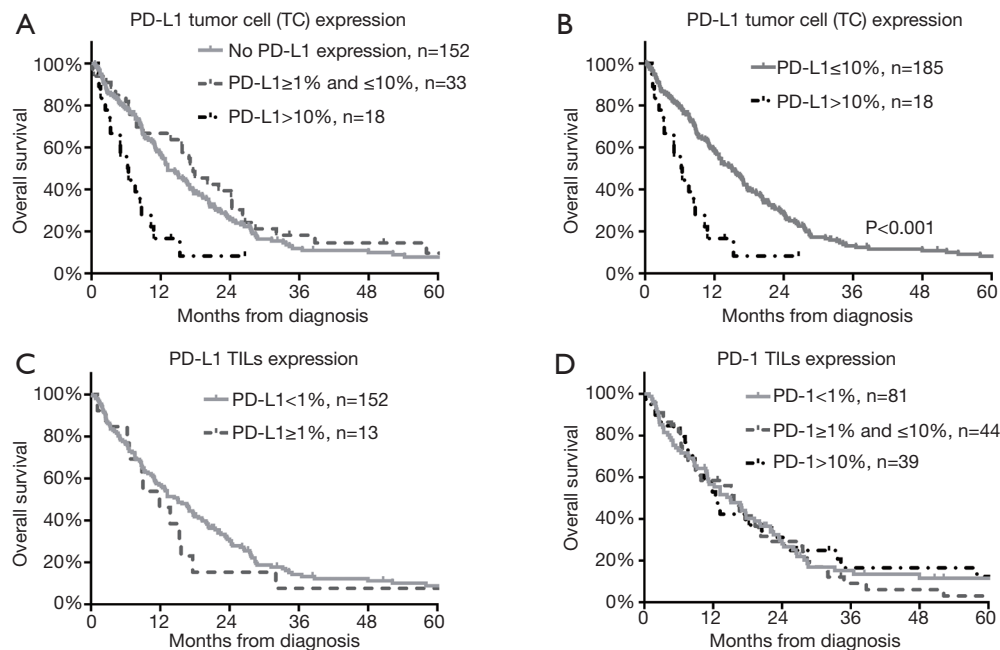 A
PD-L1 tumor cell (TC) expression
No PD-L1 expression, n=152
PD-L1≥1% and ≤10%, n=33
PD-L1>10%, n=18
Overall survival
100%
80%
60%
40%
20%
0%
0 12 24 36 48 60
Months from diagnosis
B
PD-L1 tumor cell (TC) expression
PD-L1≤10%, n=185
PD-L1>10%, n=18
P<0.001
Overall survival
100%
80%
60%
40%
20%
0%
0 12 24 36 48 60
Months from diagnosis
C
PD-L1 TILs expression
PD-L1<1%, n=152
PD-L1≥1%, n=13
Overall survival
100%
80%
60%
40%
20%
0%
0 12 24 36 48 60
Months from diagnosis
D
PD-1 TILs expression
PD-1<1%, n=81
PD-1≥1% and ≤10%, n=44
PD-1>10%, n=39
Overall survival
100%
80%
60%
40%
20%
0%
0 12 24 36 48 60
Months from diagnosis